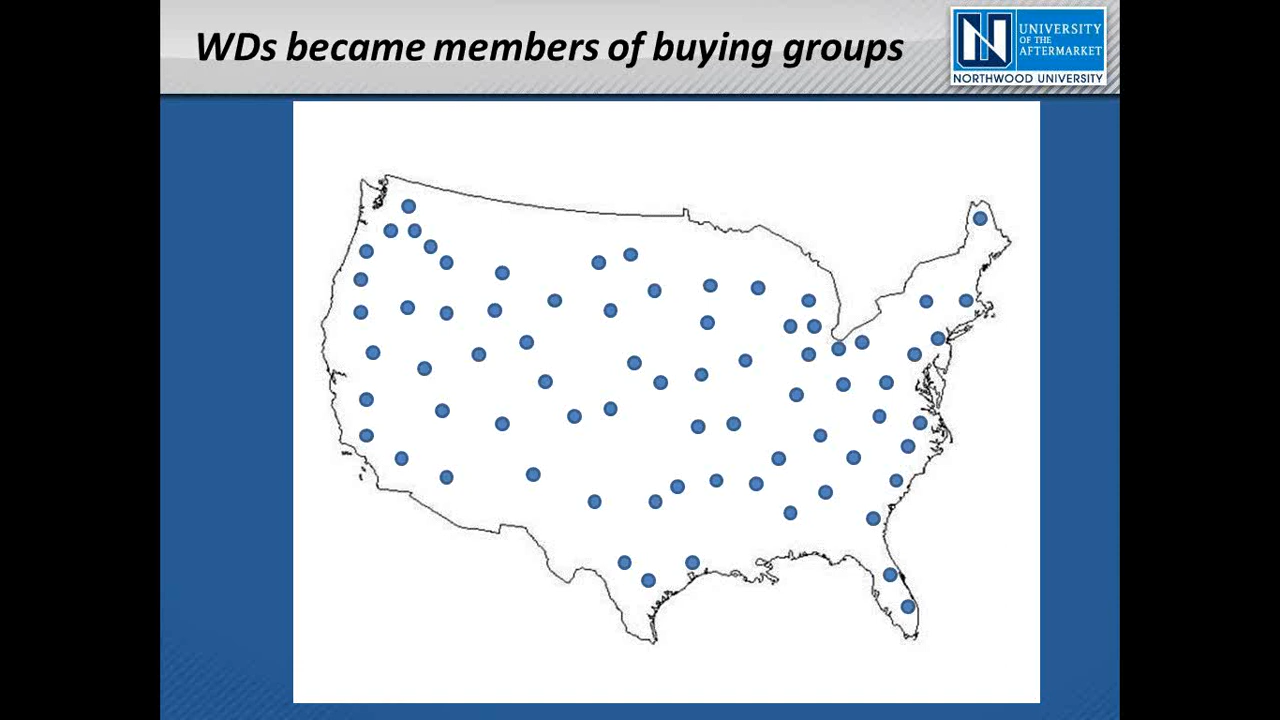 WDs became members of buying groups
UNIVERSITY
OF THE
AFTERMARKET
NORTHWOOD UNIVERSITY